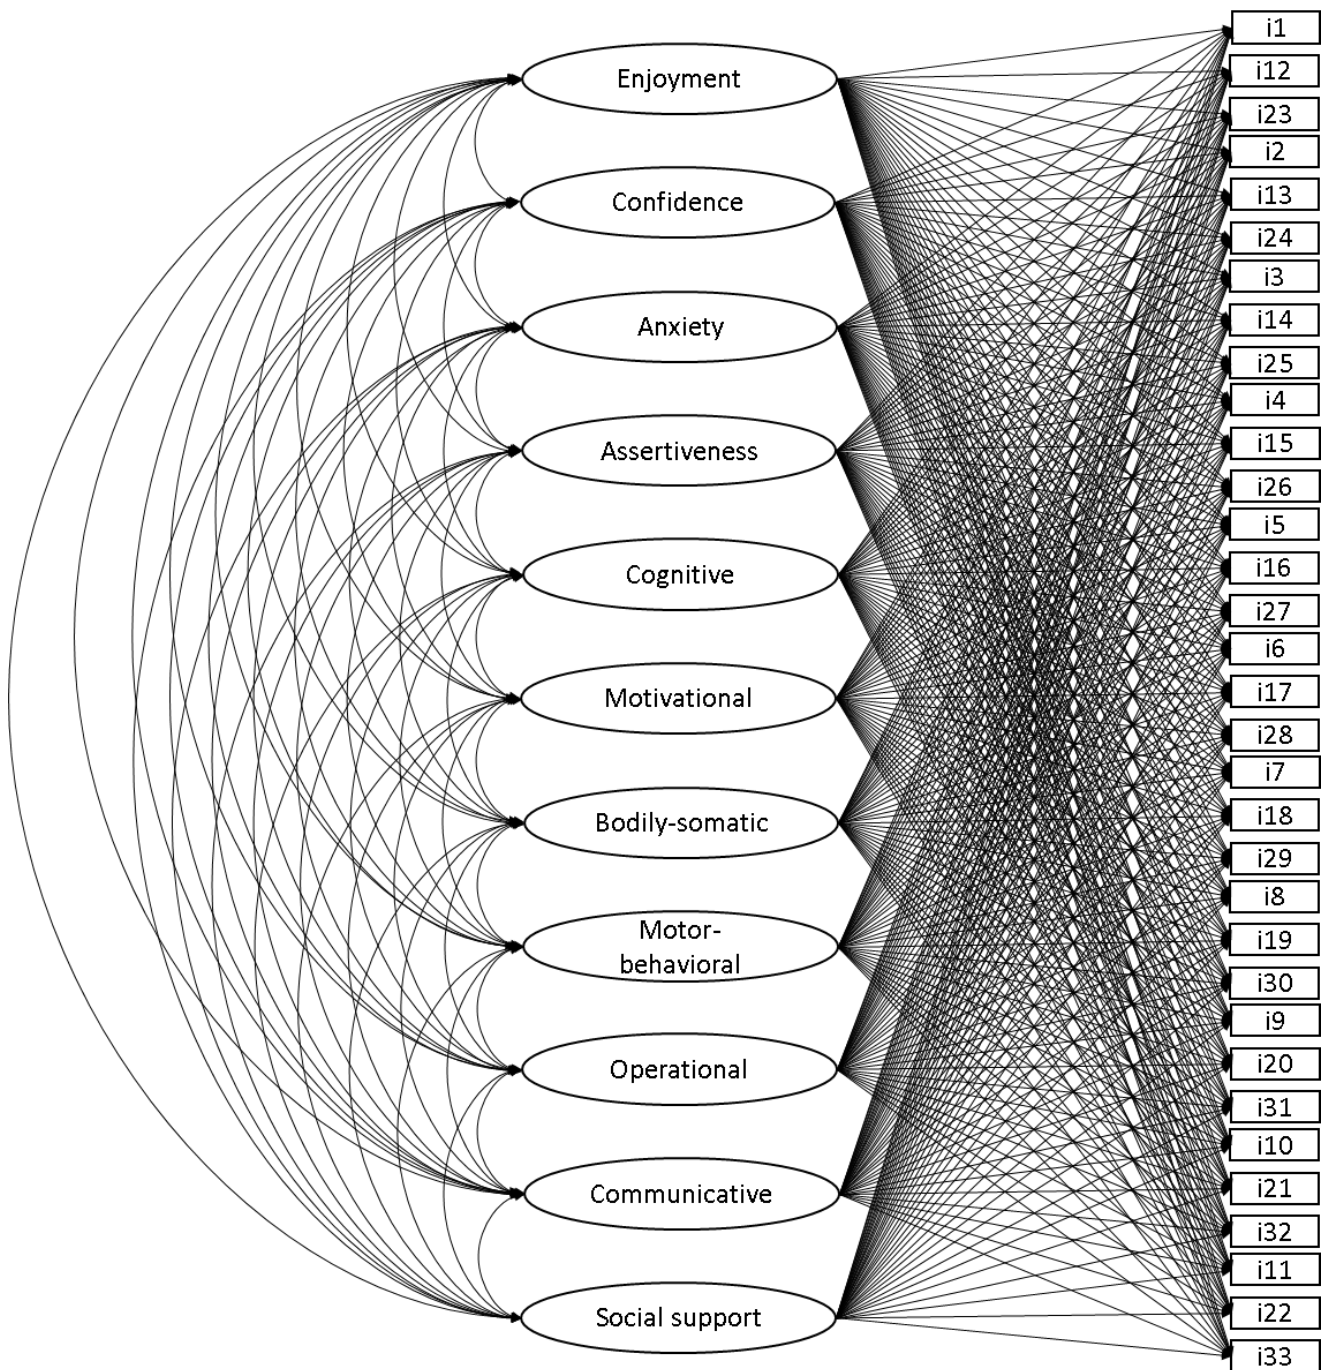 Enjoyment
Confidence
Anxiety
Assertiveness
Cognitive
Motivational
Bodily-somatic
Motor-
behavioral
Operational
Communicative
Social support
i1
i12
i23
i2
i13
i24
i3
i14
i25
i4
i15
i26
i5
i16
i27
i6
i17
i28
i7
i18
i29
i8
i19
i30
i9
i20
i31
i10
i21
i32
i11
i22
i33